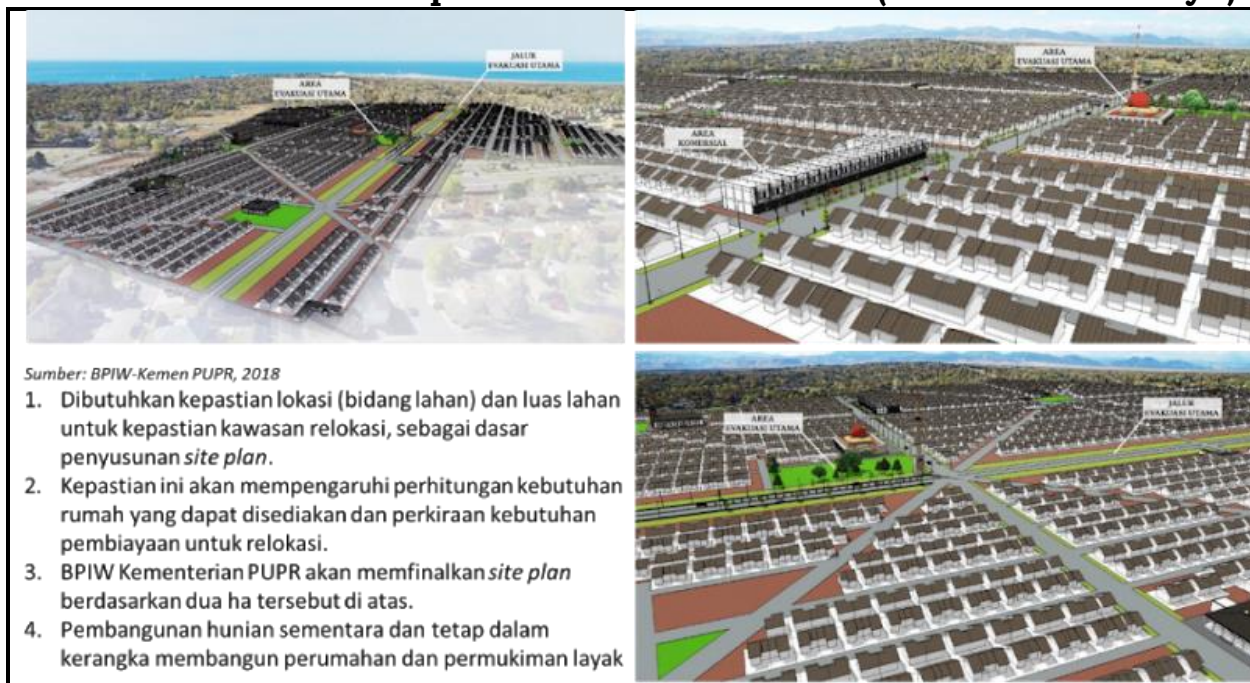 JALUR
EVAKUASI UTAMA
AREA
EVAKUASI UTAMA
AREA
EVAKUASI UTAMA
AREA
KOMERSIAL
Sumber: BPIW-Kemen PUPR, 2018
1. Dibutuhkan kepastian lokasi (bidang lahan) dan luas lahan
untuk kepastian kawasan relokasi, sebagai dasar
penyusunan site plan.
2. Kepastian ini akan mempengaruhi perhitungan kebutuhan
rumah yang dapat disediakan dan perkiraan kebutuhan
pembiayaan untuk relokasi.
3. BPIW Kementerian PUPR akan memfinalkan site plan
berdasarkan dua ha tersebut di atas.
4. Pembangunan hunian sementara dan tetap dalam
kerangka membangun perumahan dan permukiman layak
AREA
EVAKUASI UTAMA
JALUR
EVAKUASI UTAMA